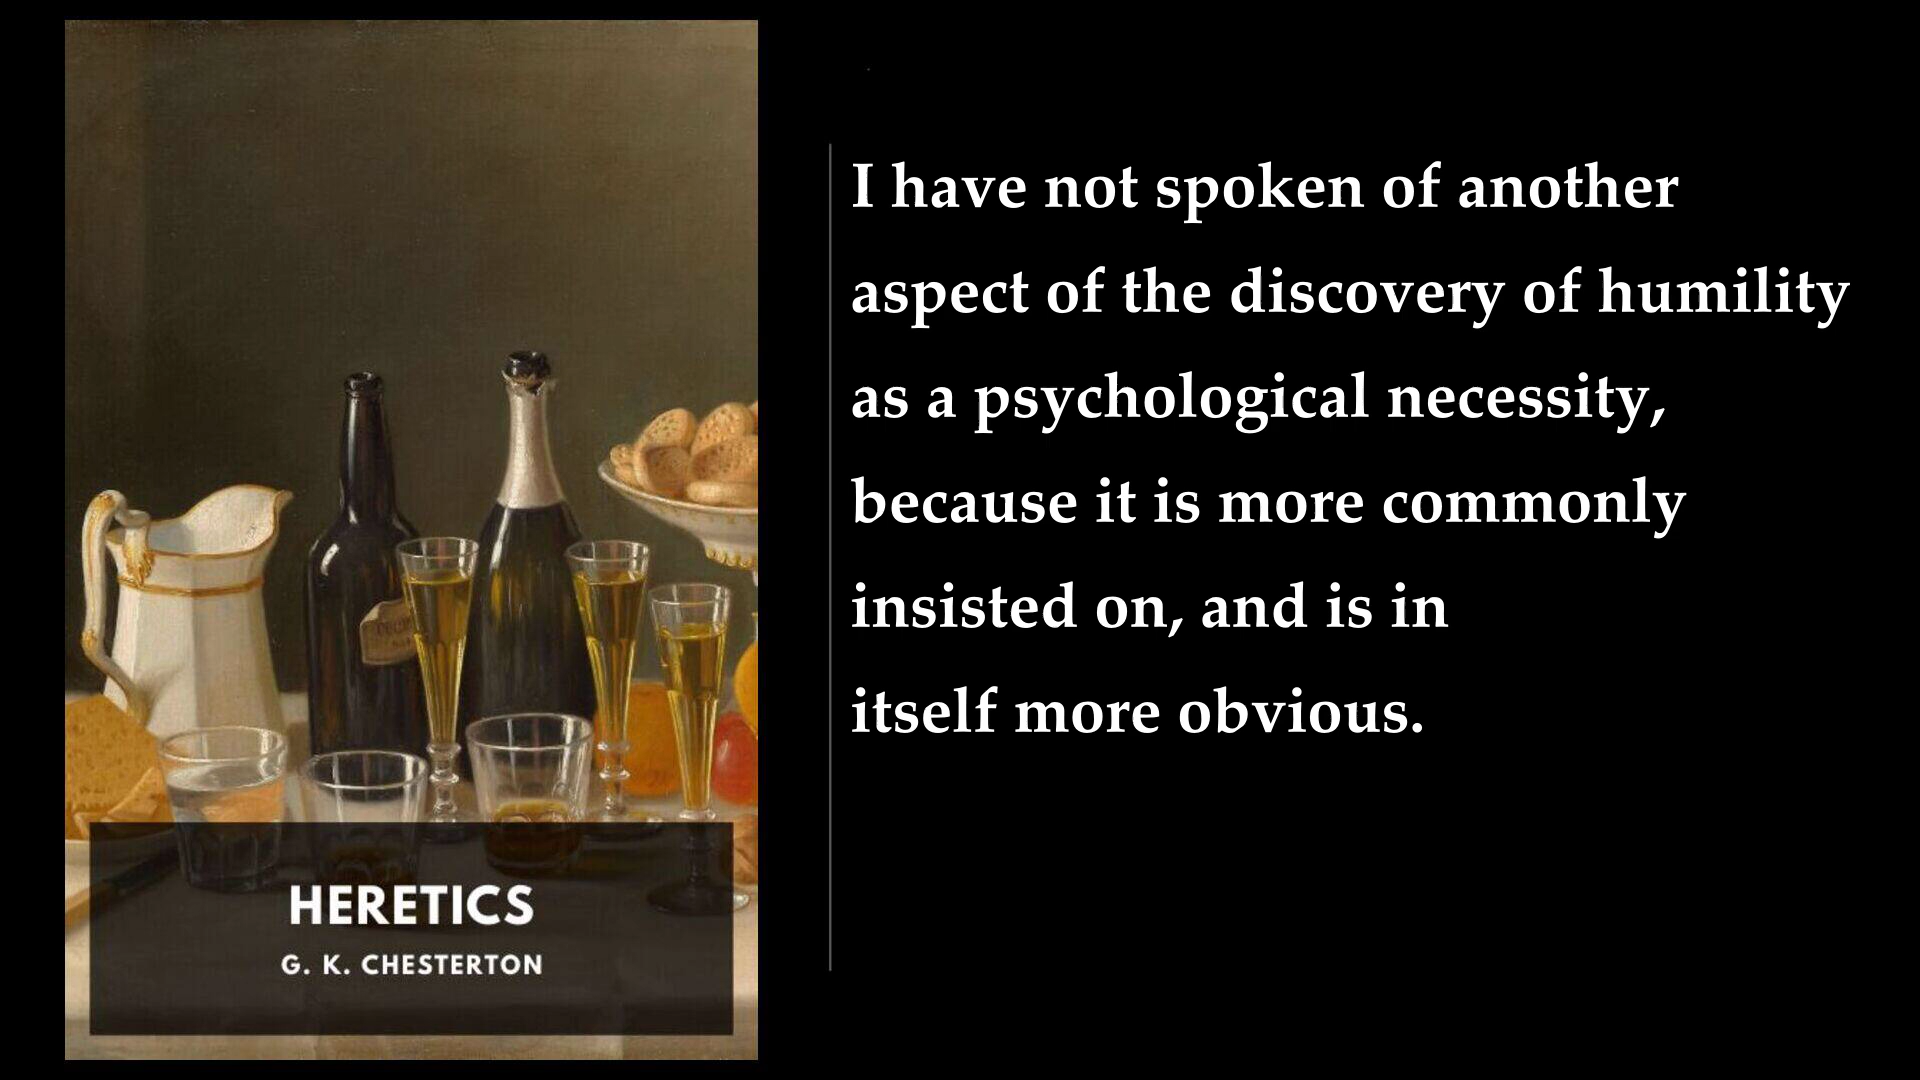 I have not spoken of another
aspect of the discovery of humility
as a psychological necessity,
because it is more commonly
insisted on, and is in
itself more obvious.
HERETICS
G. K. CHESTERTON